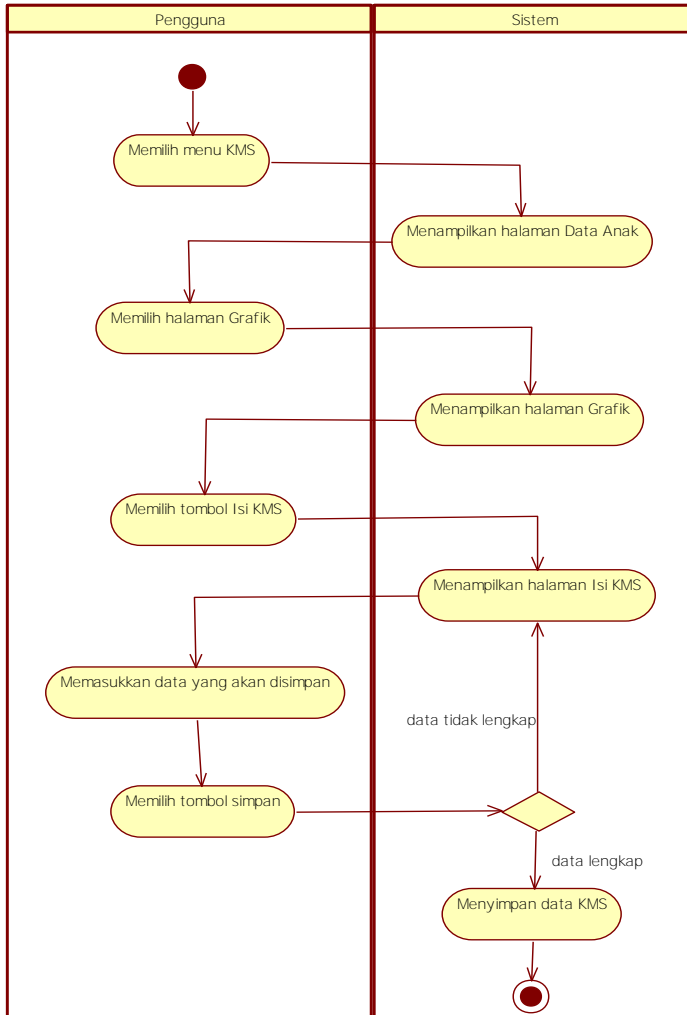 Pengguna
Sistem
Memilih menu KMS
Menampilkan halaman Data Anak
Memilih halaman Grafik
Menampilkan halaman Grafik
Memilih tombol Isi KMS
Menampilkan halaman Isi KMS
Memasukkan data yang akan disimpan
data tidak lengkap
Memilih tombol simpan
data lengkap
Menyimpan data KMS